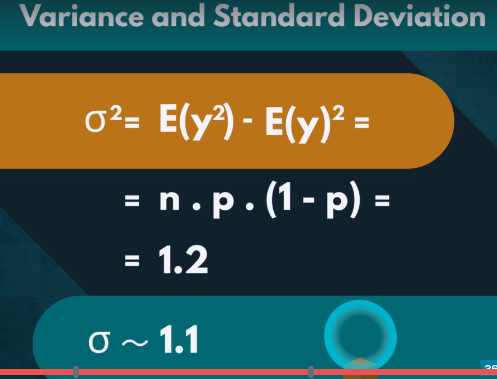 Variance and Standard Deviation
σ²= E(y²) - E(y)² =
= n . p . (1 - p) =
= 1.2
σ ~ 1.1